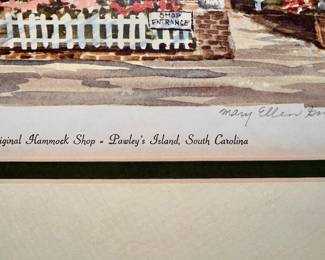 SHOP
ENTRANCE
Mary Ellen
iginal Hammock Shop - Pawley's Island, South Carolina